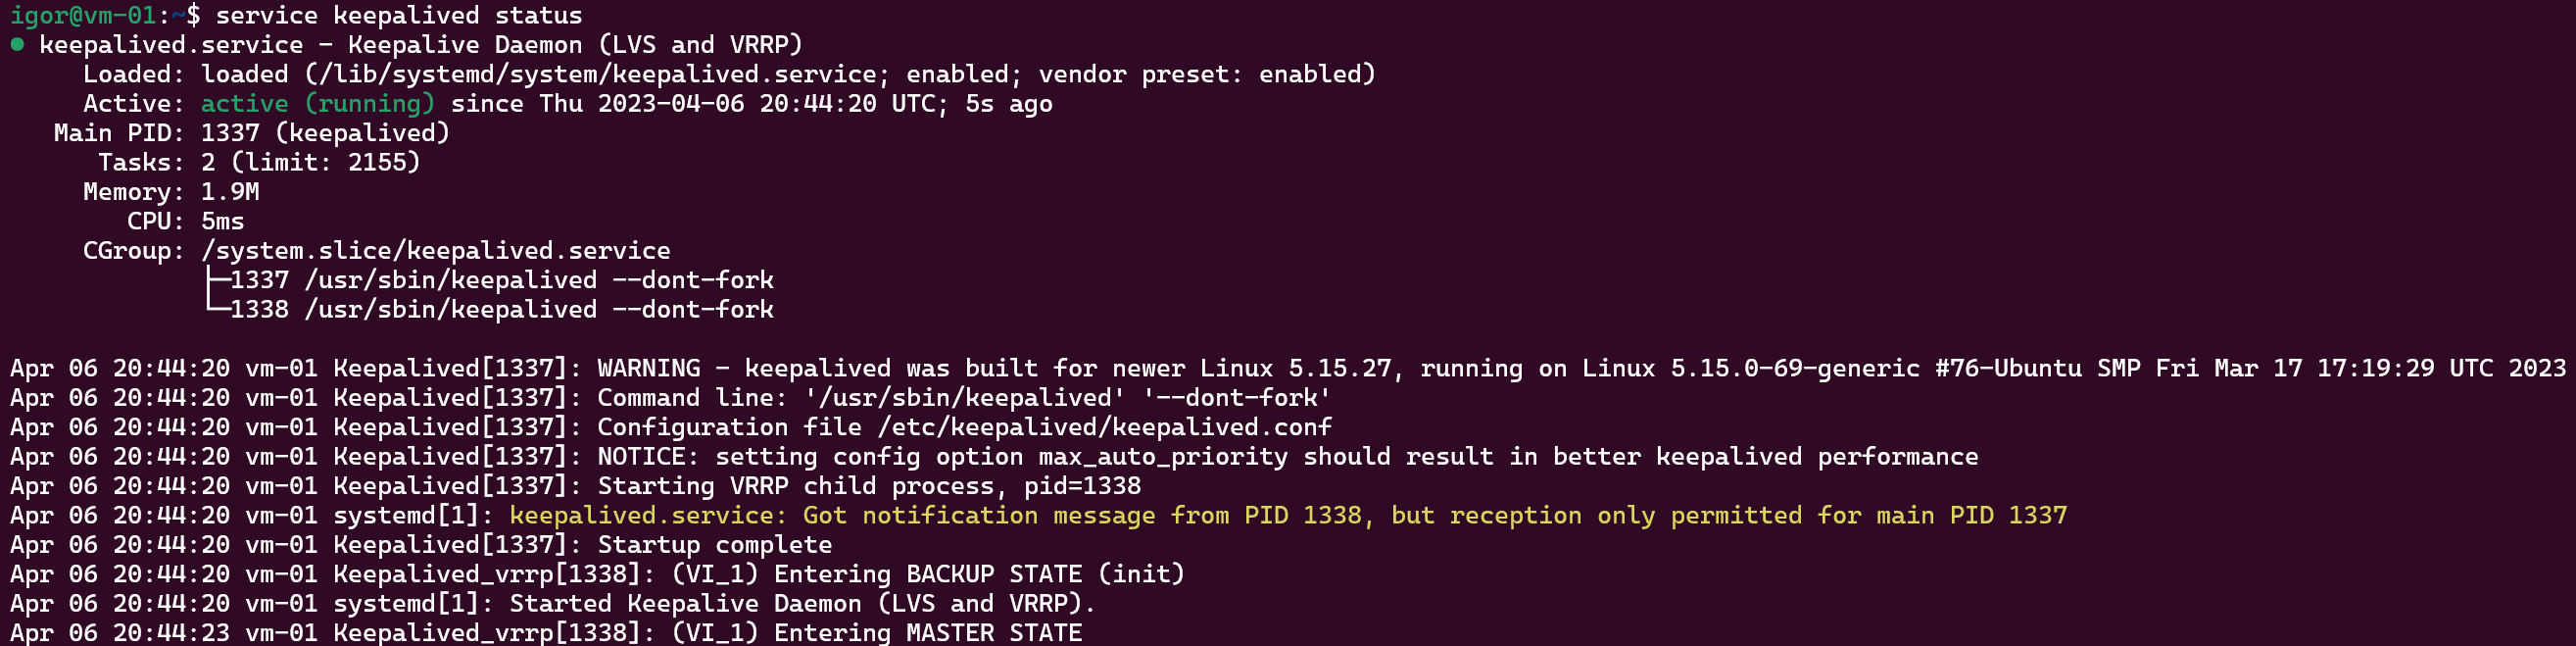 igor@vm-01:~$ service keepalived status
● keepalived.service - Keepalive Daemon (LVS and VRRP)
     Loaded: loaded (/lib/systemd/system/keepalived.service; enabled; vendor preset: enabled)
     Active: active (running) since Thu 2023-04-06 20:44:20 UTC; 5s ago
   Main PID: 1337 (keepalived)
      Tasks: 2 (limit: 2155)
     Memory: 1.9M
        CPU: 5ms
     CGroup: /system.slice/keepalived.service
             ├─1337 /usr/sbin/keepalived --dont-fork
             └─1338 /usr/sbin/keepalived --dont-fork

Apr 06 20:44:20 vm-01 Keepalived[1337]: WARNING - keepalived was built for newer Linux 5.15.27, running on Linux 5.15.0-69-generic #76-Ubuntu SMP Fri Mar 17 17:19:29 UTC 2023
Apr 06 20:44:20 vm-01 Keepalived[1337]: Command line: '/usr/sbin/keepalived' '--dont-fork'
Apr 06 20:44:20 vm-01 Keepalived[1337]: Configuration file /etc/keepalived/keepalived.conf
Apr 06 20:44:20 vm-01 Keepalived[1337]: NOTICE: setting config option max_auto_priority should result in better keepalived performance
Apr 06 20:44:20 vm-01 Keepalived[1337]: Starting VRRP child process, pid=1338
Apr 06 20:44:20 vm-01 systemd[1]: keepalived.service: Got notification message from PID 1338, but reception only permitted for main PID 1337
Apr 06 20:44:20 vm-01 Keepalived[1337]: Startup complete
Apr 06 20:44:20 vm-01 Keepalived_vrrp[1338]: (VI_1) Entering BACKUP STATE (init)
Apr 06 20:44:20 vm-01 systemd[1]: Started Keepalive Daemon (LVS and VRRP).
Apr 06 20:44:23 vm-01 Keepalived_vrrp[1338]: (VI_1) Entering MASTER STATE